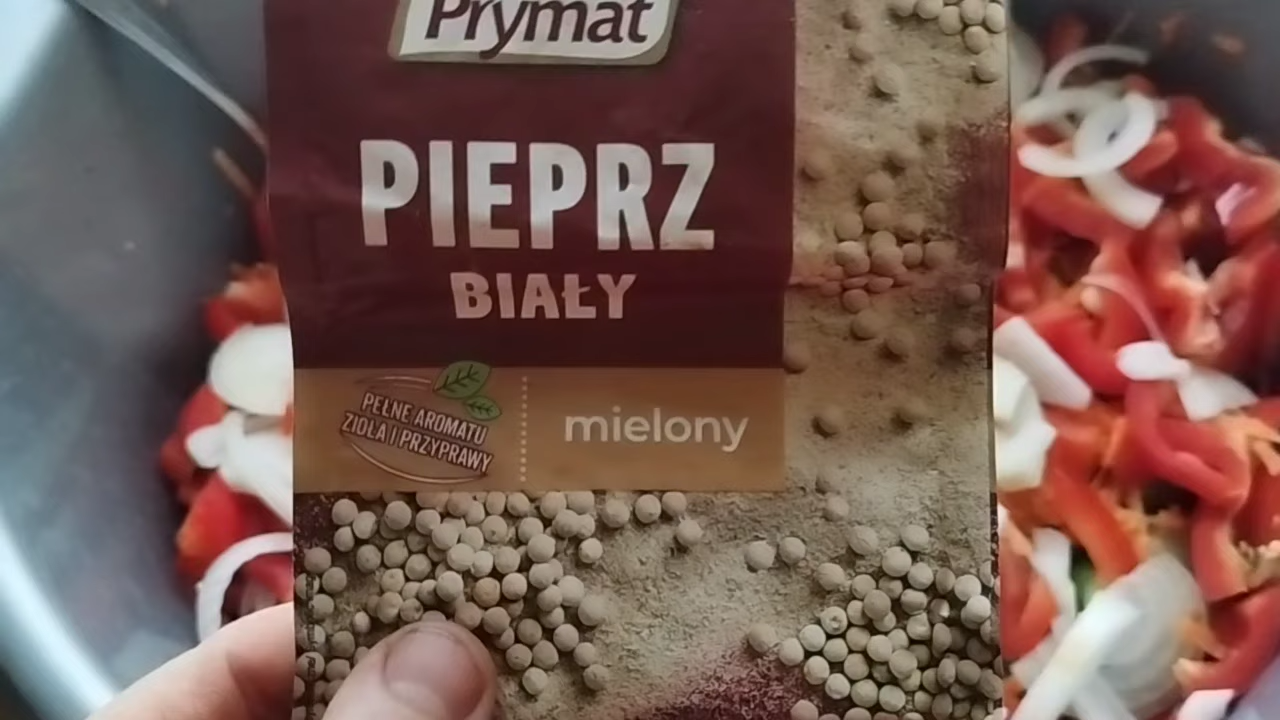 Prymat
PIEPRZ
BIAŁY
PEŁNE AROMATU
ZIOŁA I PRZYPRAWY
mielony